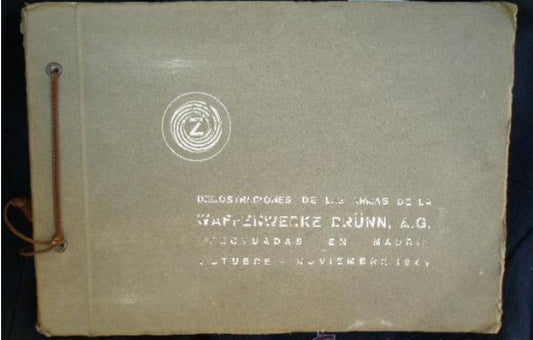 Z
DEMOSTRACIONES DE LAS ARMAS DE LA
WAFFENWERKE BRÜNN, A.G.
EFECTUADAS EN MADRID
OCTUBRE - NOVIEMBRE